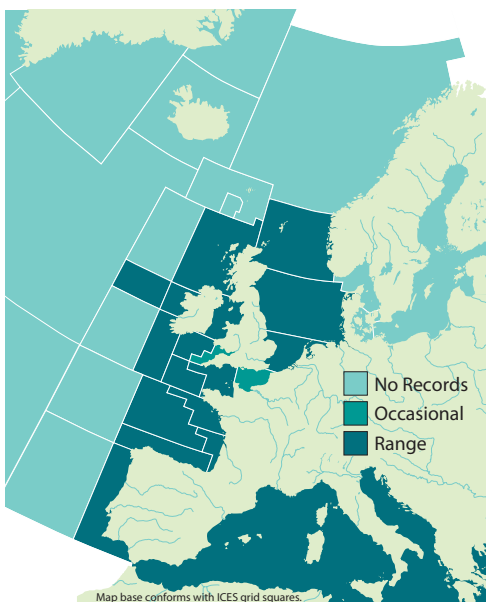 No Records
Occasional
Range
Map base conforms with ICES grid squares.